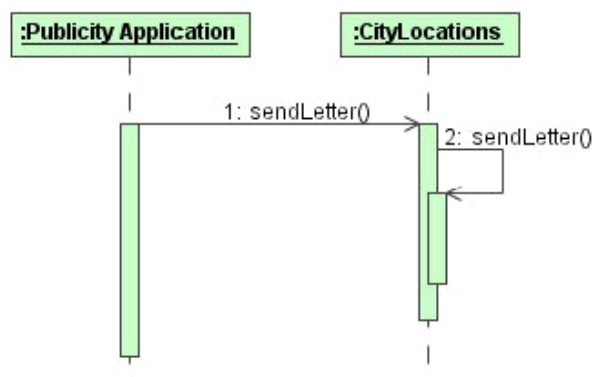 :Publicity Application
:CityLocations
1: sendLetter()
2: sendLetter()